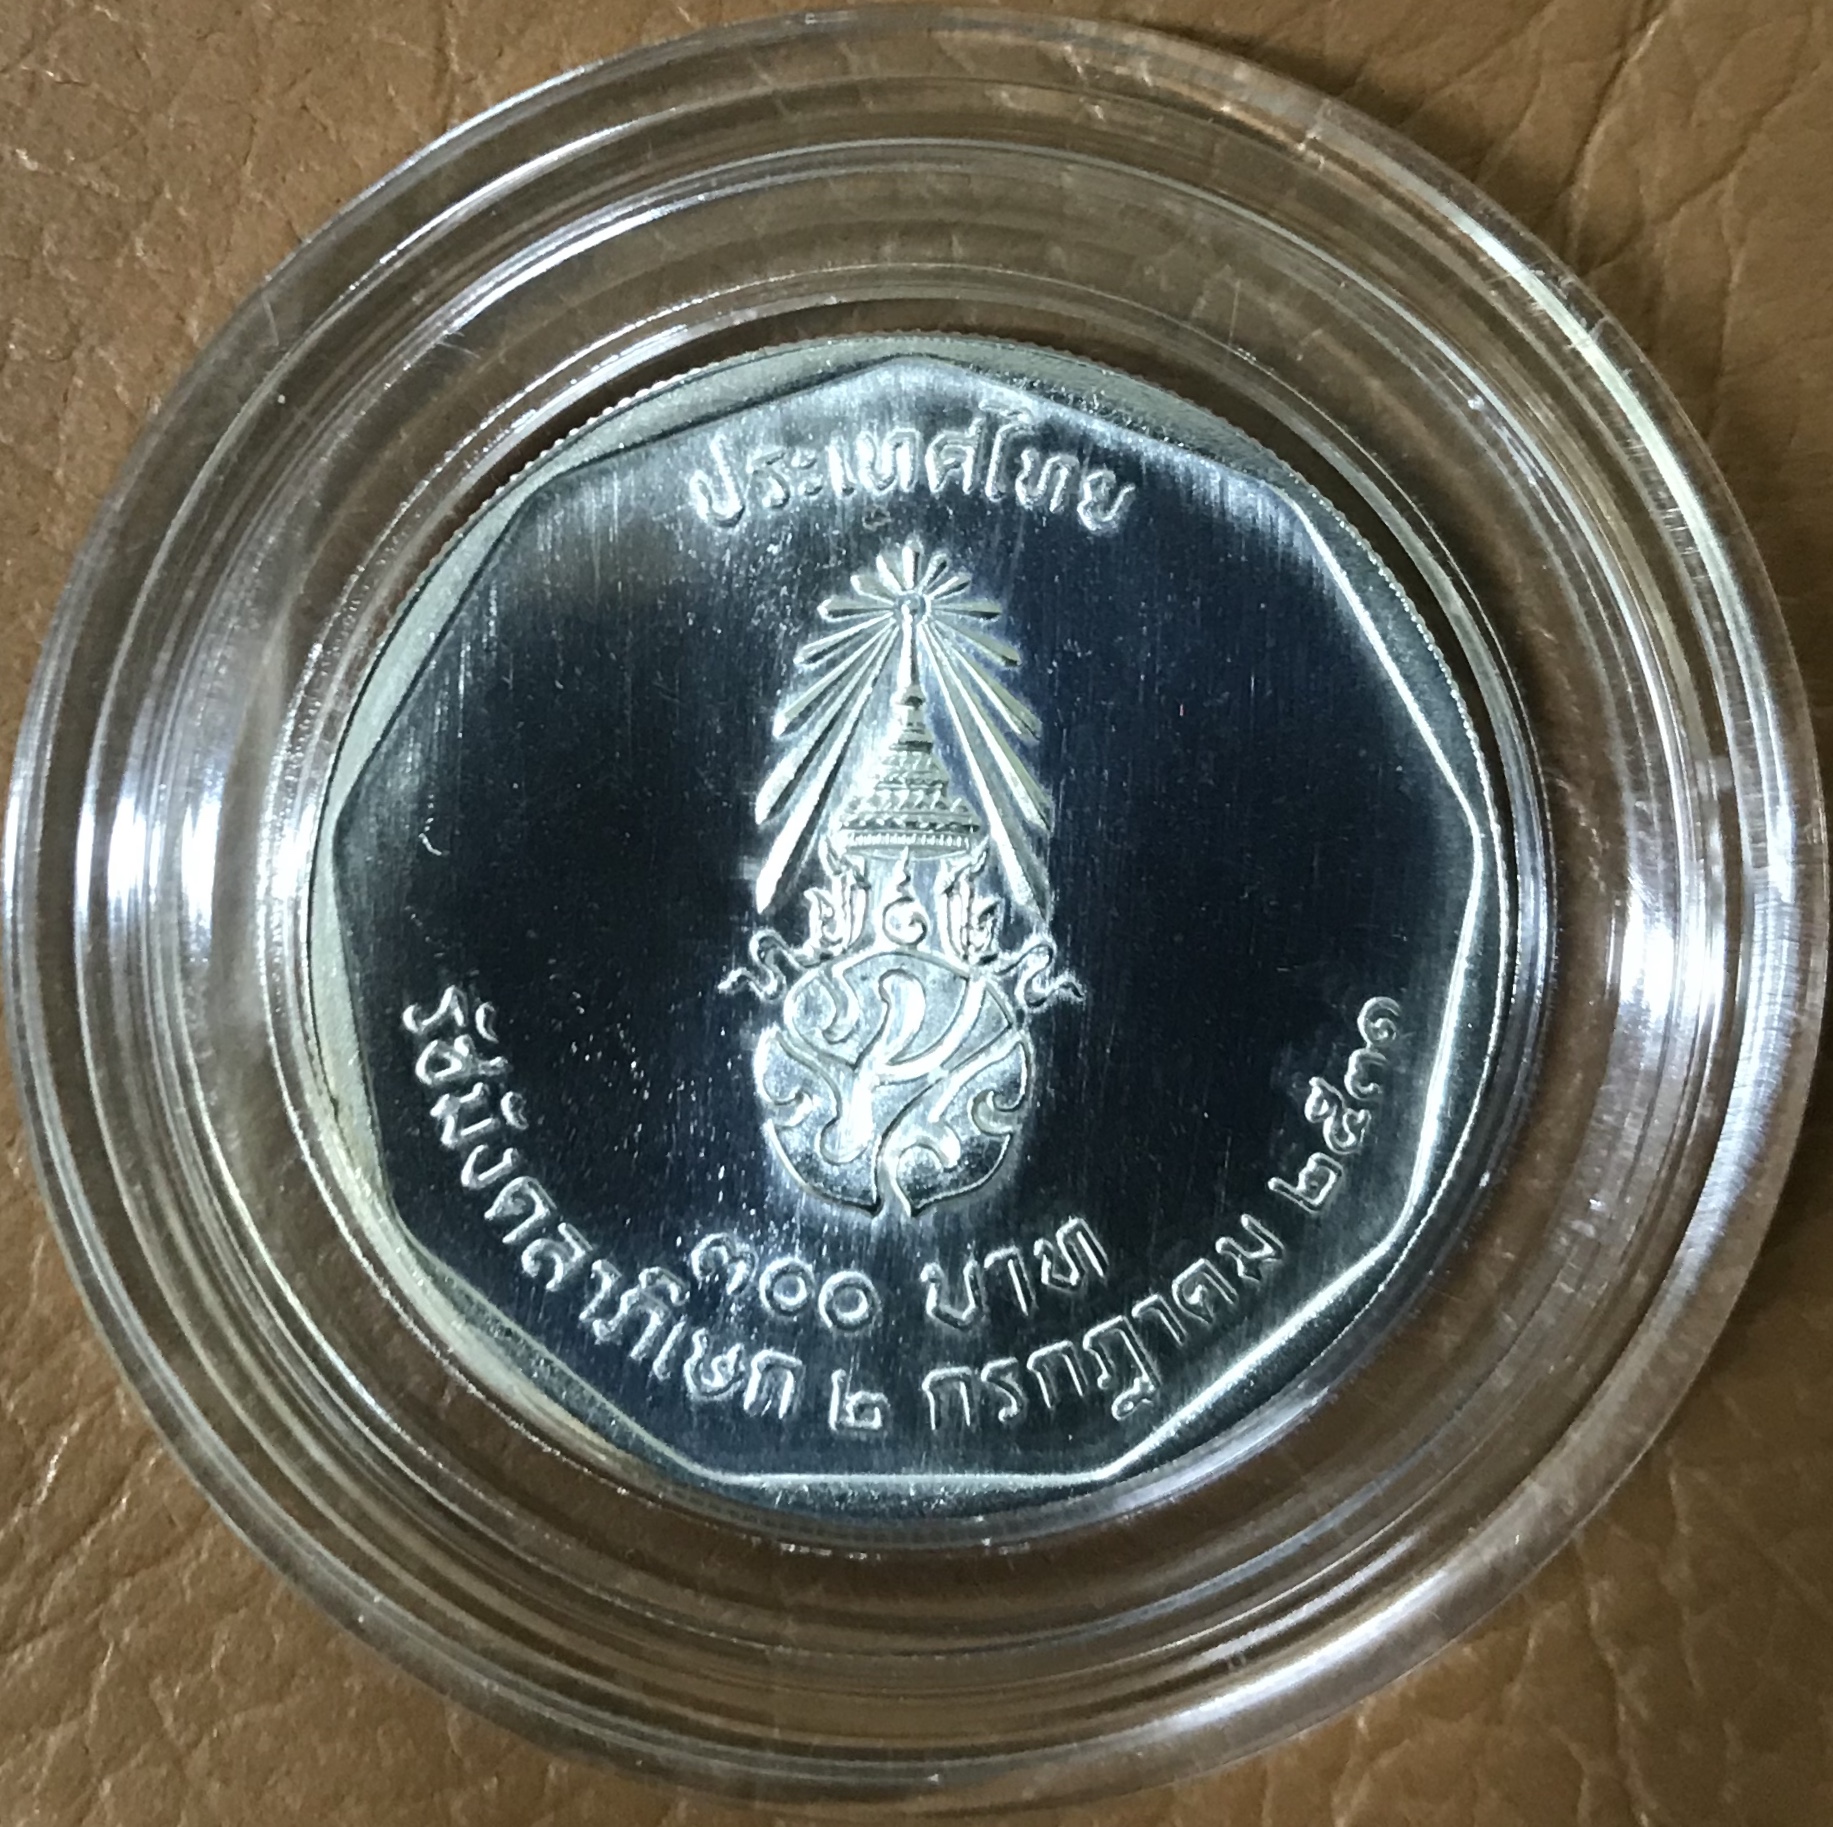 ประเทศไทย
๓๐๐ บาท
รัชมังคลาภิเษก ๒ กรกฎาคม ๒๕๓๑